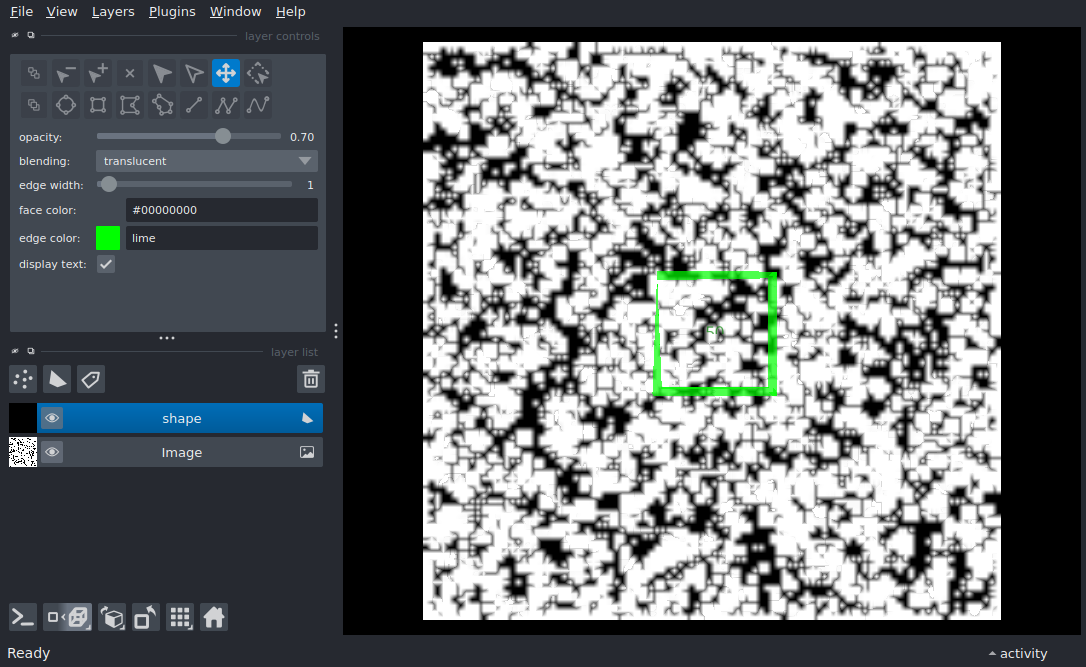 File View Layers Plugins Window Help
layer controls
opacity: 0.70
blending: translucent
edge width: 1
face color: #00000000
edge color: lime
display text:
layer list
shape
Image
Ready
activity